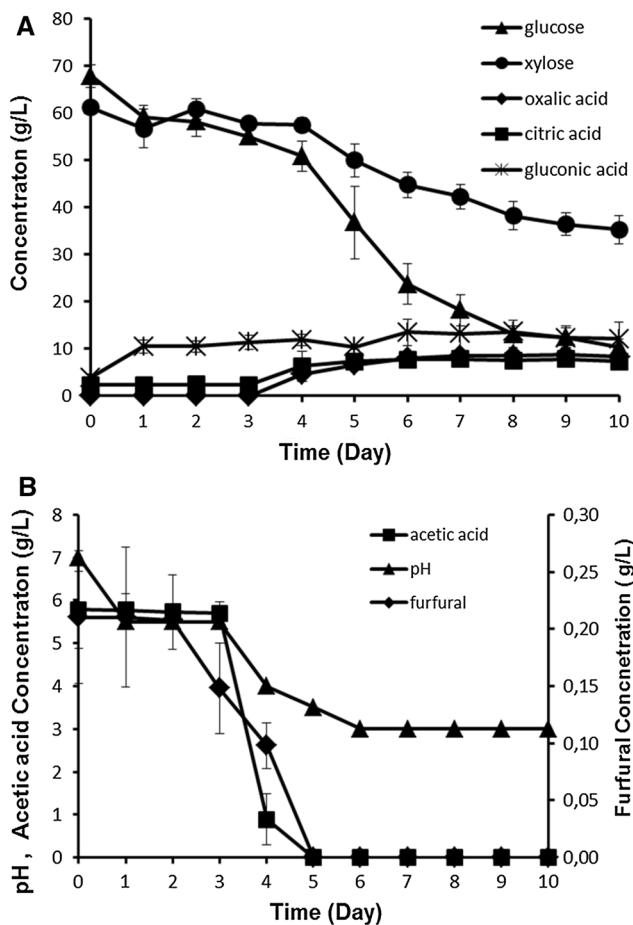 A
Concentraton (g/L)
80
70
60
50
40
30
20
10
0
glucose
xylose
oxalic acid
citric acid
gluconic acid
0 1 2 3 4 5 6 7 8 9 10
Time (Day)
B
pH , Acetic acid Concentraton (g/L)
8
7
6
5
4
3
2
1
0
acetic acid
pH
furfural
0,30
0,25
0,20
0,15
0,10
0,05
0,00
Furfural Concnetration ( g/L)
0 1 2 3 4 5 6 7 8 9 10
Time (Day)